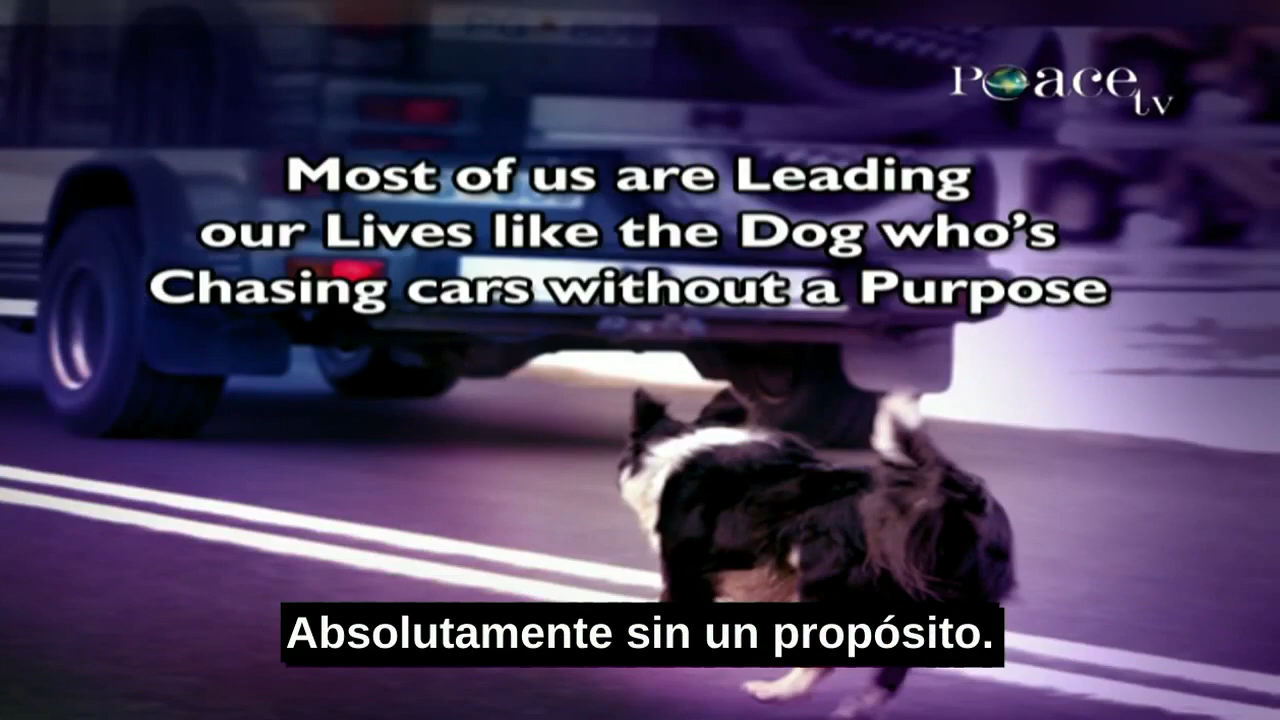 Peace tv
Most of us are Leading
our Lives like the Dog who's
Chasing cars without a Purpose
Absolutamente sin un propósito.